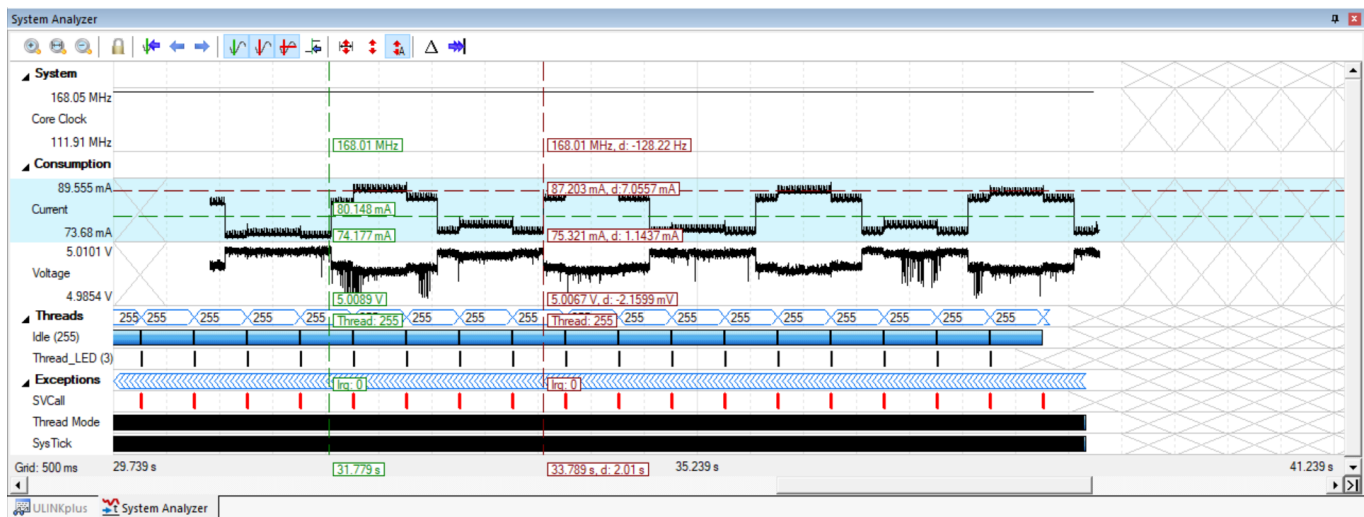 System Analyzer
System
168.05 MHz
Core Clock
111.91 MHz
168.01 MHz
168.01 MHz, d: -128.22 Hz
Consumption
89.555 mA
87.203 mA, d:7.0557 mA
Current
80.148 mA
73.68 mA
74.177 mA
75.321 mA, d: 1.1437 mA
5.0101 V
Voltage
4.9854 V
5.0089 V
5.0067 V, d: -2.1599 mV
Threads
255 255 255 255 255 Thread: 255 255 255 255 Thread: 255 255 255 255 255 255 255 255 255
Idle (255)
Thread_LED (3)
Exceptions
Irq: 0
Irq: 0
SVCall
Thread Mode
SysTick
Grid: 500 ms
29.739 s
31.779 s
33.789 s, d: 2.01 s
35.239 s
41.239 s
ULINKplus
System Analyzer